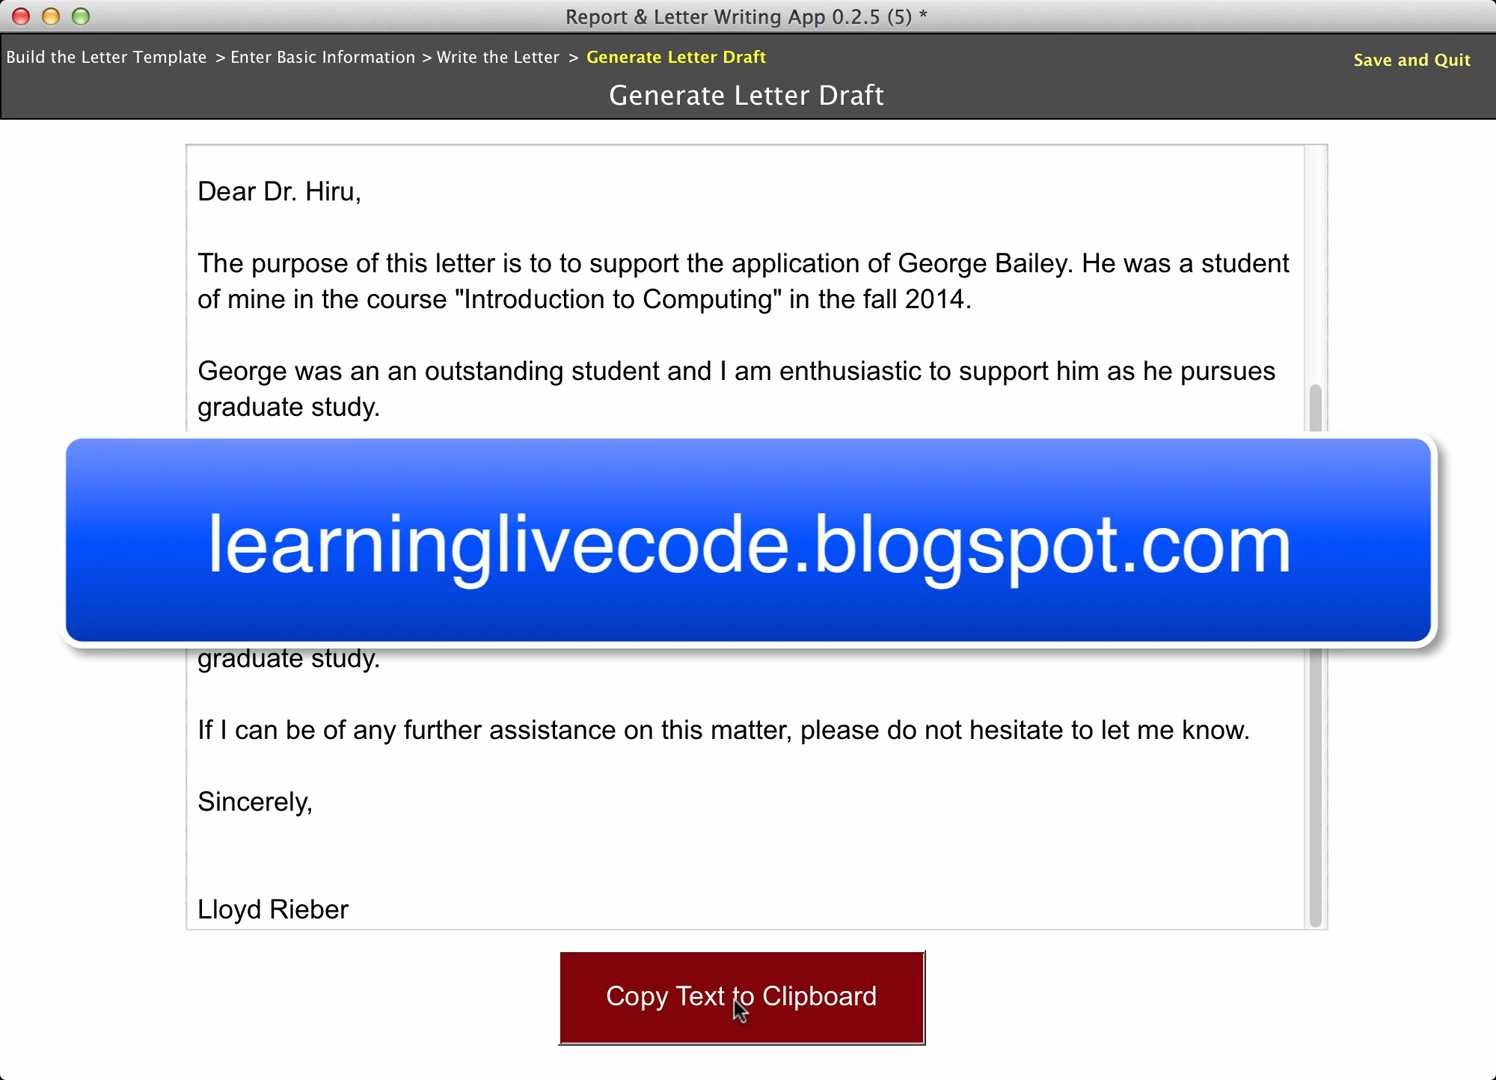 Report & Letter Writing App 0.2.5 (5) *
Build the Letter Template > Enter Basic Information > Write the Letter > Generate Letter Draft
Save and Quit
Generate Letter Draft
Dear Dr. Hiru,
The purpose of this letter is to to support the application of George Bailey. He was a student
of mine in the course "Introduction to Computing" in the fall 2014.
George was an an outstanding student and I am enthusiastic to support him as he pursues
graduate study.
learninglivecode.blogspot.com
graduate study.
If I can be of any further assistance on this matter, please do not hesitate to let me know.
Sincerely,
Lloyd Rieber
Copy Text to Clipboard